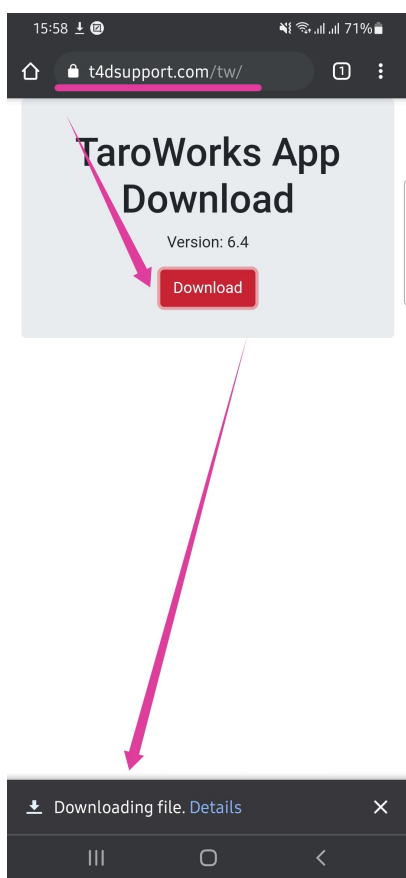 15:58 71%
t4dsupport.com/tw/ 1
TaroWorks App
Download
Version: 6.4
Download
Downloading file. Details